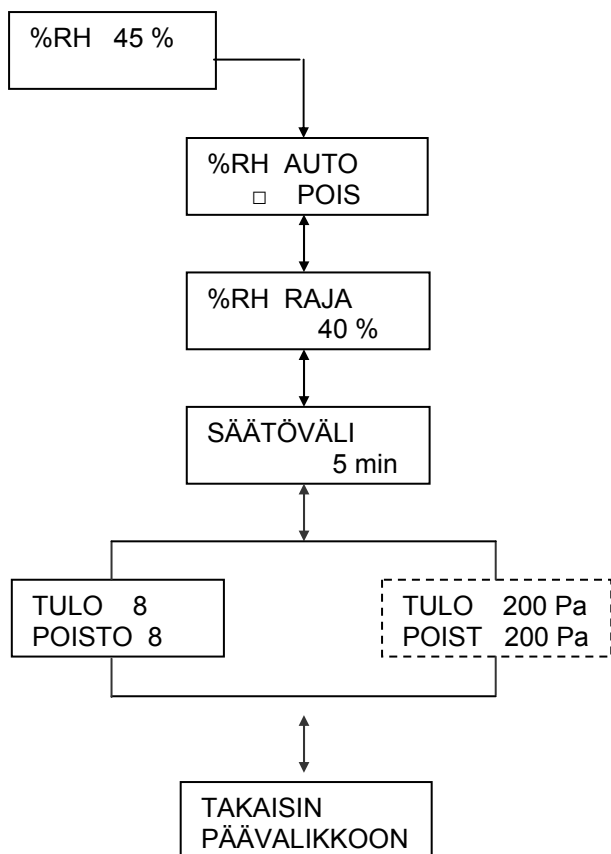 %RH 45 %
%RH AUTO
□ POIS
%RH RAJA
40 %
SÄÄTÖVÄLI
5 min
TULO 8
POISTO 8
TULO 200 Pa
POIST 200 Pa
TAKAISIN
PÄÄVALIKKOON